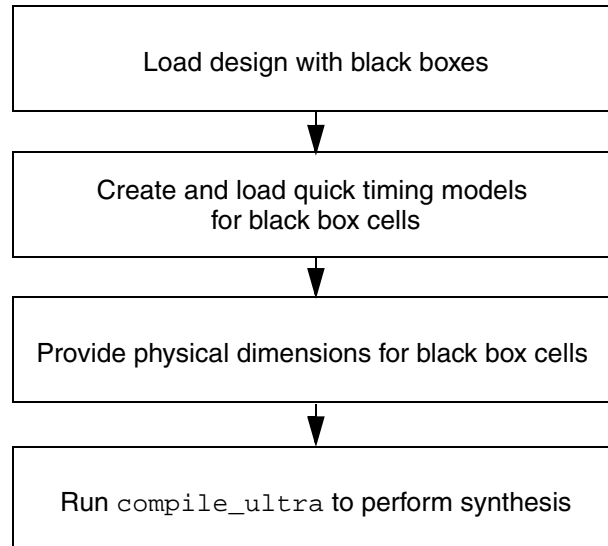 Load design with black boxes
Create and load quick timing models
for black box cells
Provide physical dimensions for black box cells
Run compile_ultra to perform synthesis